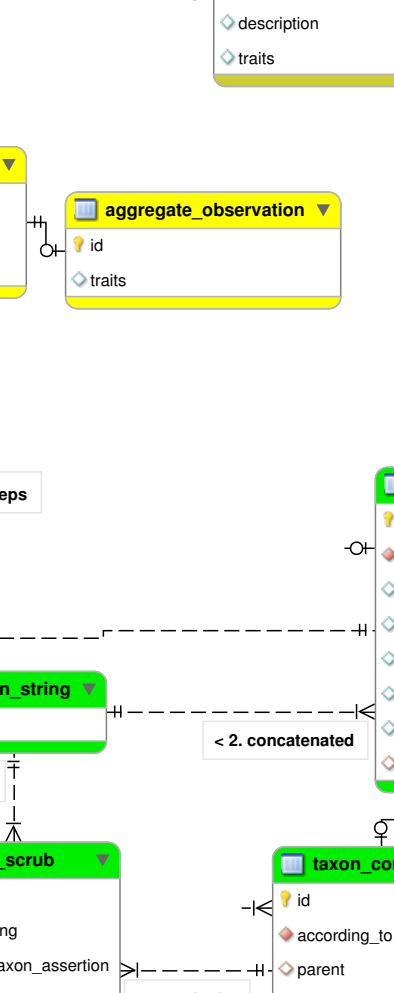 description
traits
aggregate_observation
id
traits
eps
n_string
< 2. concatenated
_scrub
ng
axon_assertion
taxon_co
id
according_to
parent